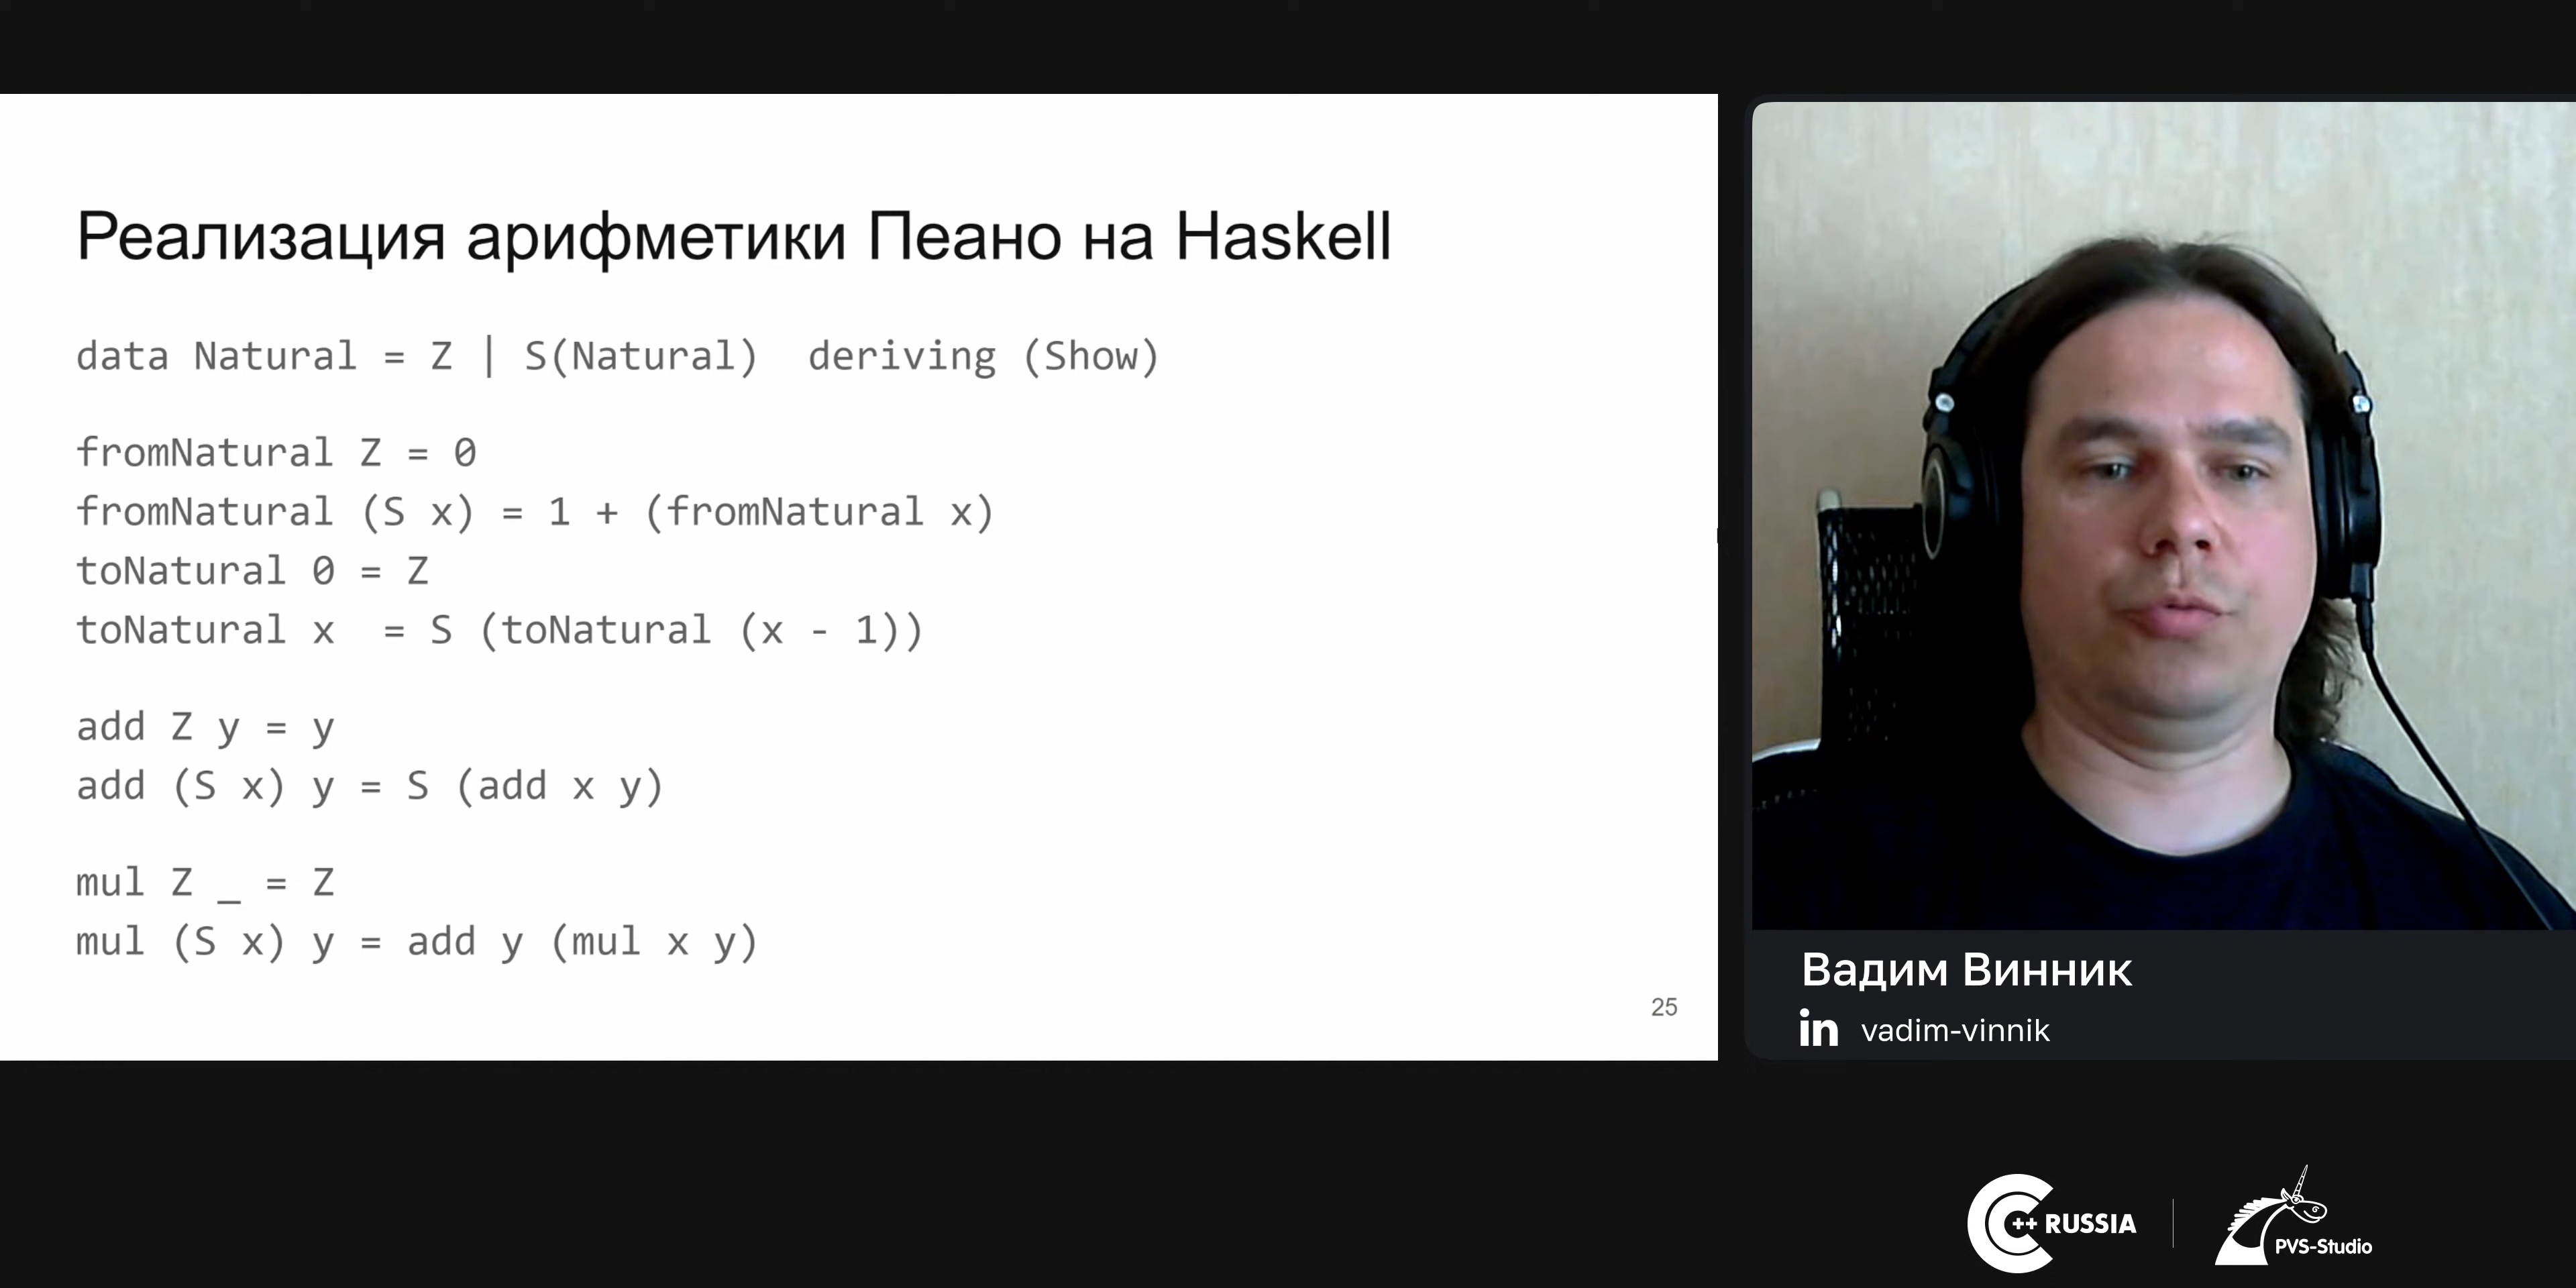 Реализация арифметики Пеано на Haskell
data Natural = Z | S(Natural)  deriving (Show)
fromNatural Z = 0
fromNatural (S x) = 1 + (fromNatural x)
toNatural 0 = Z
toNatural x  = S (toNatural (x - 1))
add Z y = y
add (S x) y = S (add x y)
mul Z _ = Z
mul (S x) y = add y (mul x y)
25
Вадим Винник
in vadim-vinnik
C++ RUSSIA
PVS-Studio